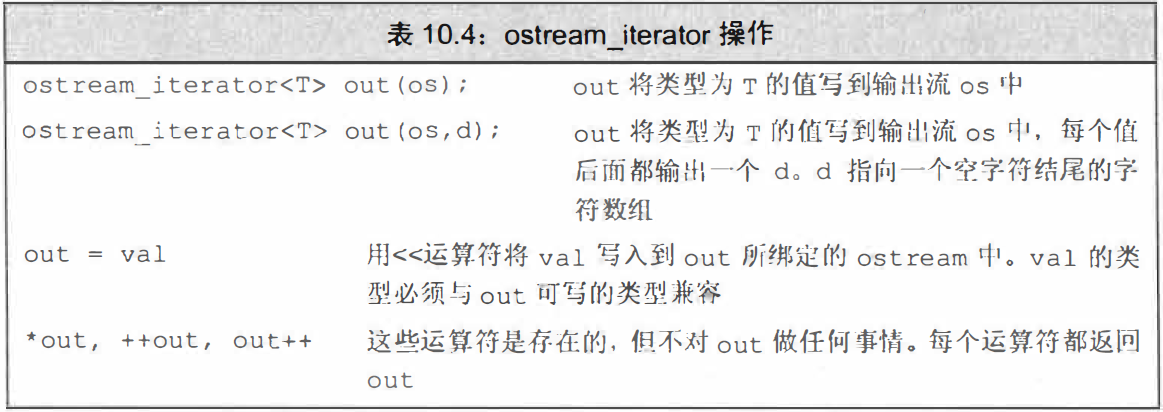 表 10.4：ostream_iterator 操作
ostream_iterator<T> out(os); out 将类型为 T 的值写到输出流 os 中
ostream_iterator<T> out(os,d); out 将类型为 T 的值写到输出流 os 中，每个值
后面都输出一个 d。d 指向一个空字符结尾的字
符数组
out = val 用<<运算符将 val 写入到 out 所绑定的 ostream 中。val 的类
型必须与 out 可写的类型兼容
*out, ++out, out++ 这些运算符是存在的，但不对 out 做任何事情。每个运算符都返回
out